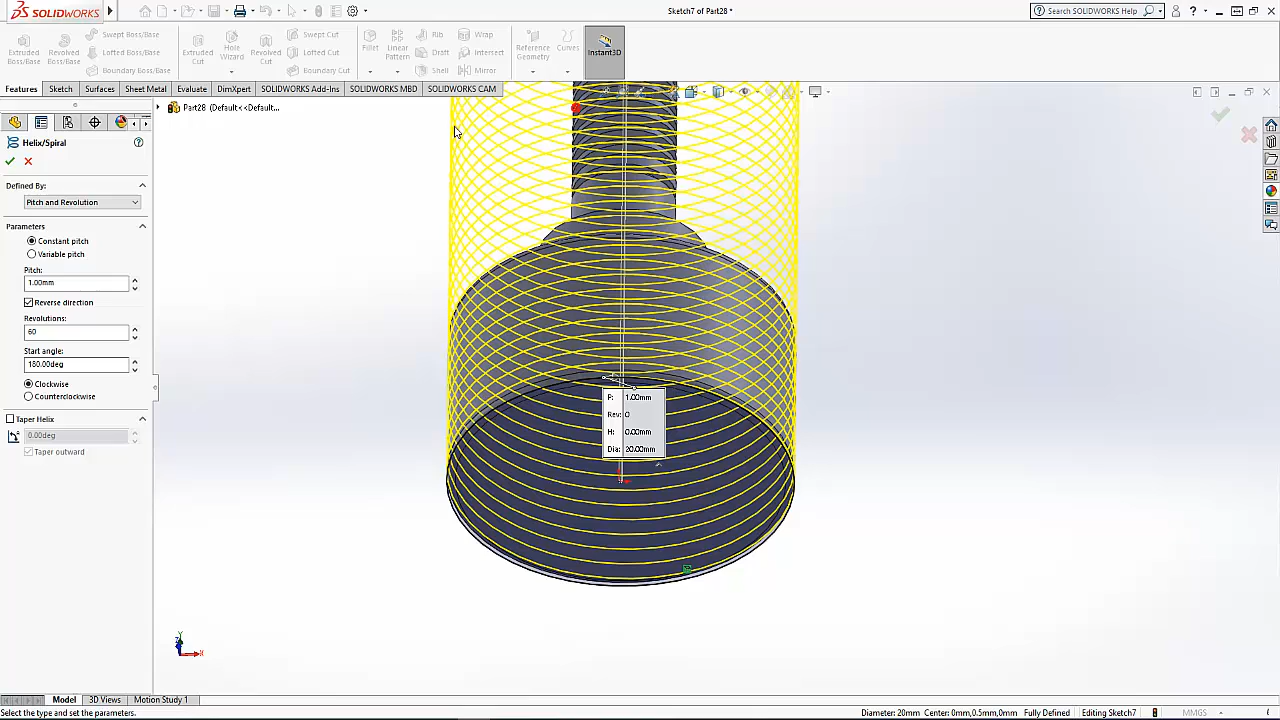 SOLIDWORKS
Sketch7 of Part28 *
Search SOLIDWORKS Help
Extruded Boss/Base
Revolved Boss/Base
Swept Boss/Base
Lofted Boss/Base
Boundary Boss/Base
Extruded Cut
Hole Wizard
Revolved Cut
Swept Cut
Lofted Cut
Boundary Cut
Fillet
Linear Pattern
Rib
Draft
Shell
Wrap
Intersect
Mirror
Reference Geometry
Curves
Instant3D
Features
Sketch
Surfaces
Sheet Metal
Evaluate
DimXpert
SOLIDWORKS Add-Ins
SOLIDWORKS MBD
SOLIDWORKS CAM
Part28 (Default<<Default...
Helix/Spiral
Defined By:
Pitch and Revolution
Parameters
Constant pitch
Variable pitch
Pitch:
1.00mm
Reverse direction
Revolutions:
60
Start angle:
180.00deg
Clockwise
Counterclockwise
Taper Helix
0.00deg
Taper outward
P: 1.00mm
Rev: 0
H: 0.00mm
Dia: 20.00mm
Y
Z
X
Model
3D Views
Motion Study 1
Select the type and set the parameters.
Diameter: 20mm Center: 0mm,0.5mm,0mm Fully Defined Editing Sketch7 MMGS